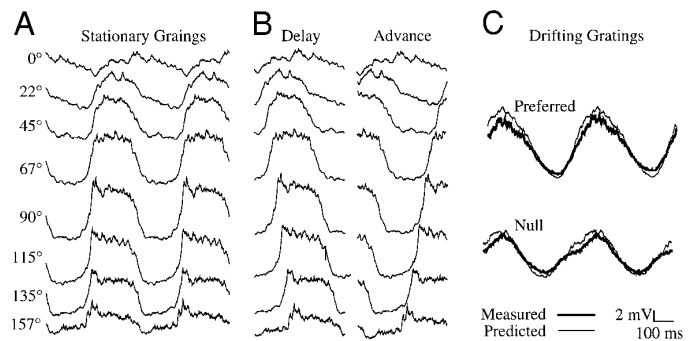 A
Stationary Graings
0°
22°
45°
67°
90°
115°
135°
157°
B
Delay
Advance
C
Drifting Gratings
Preferred
Null
Measured
Predicted
2 mV
100 ms